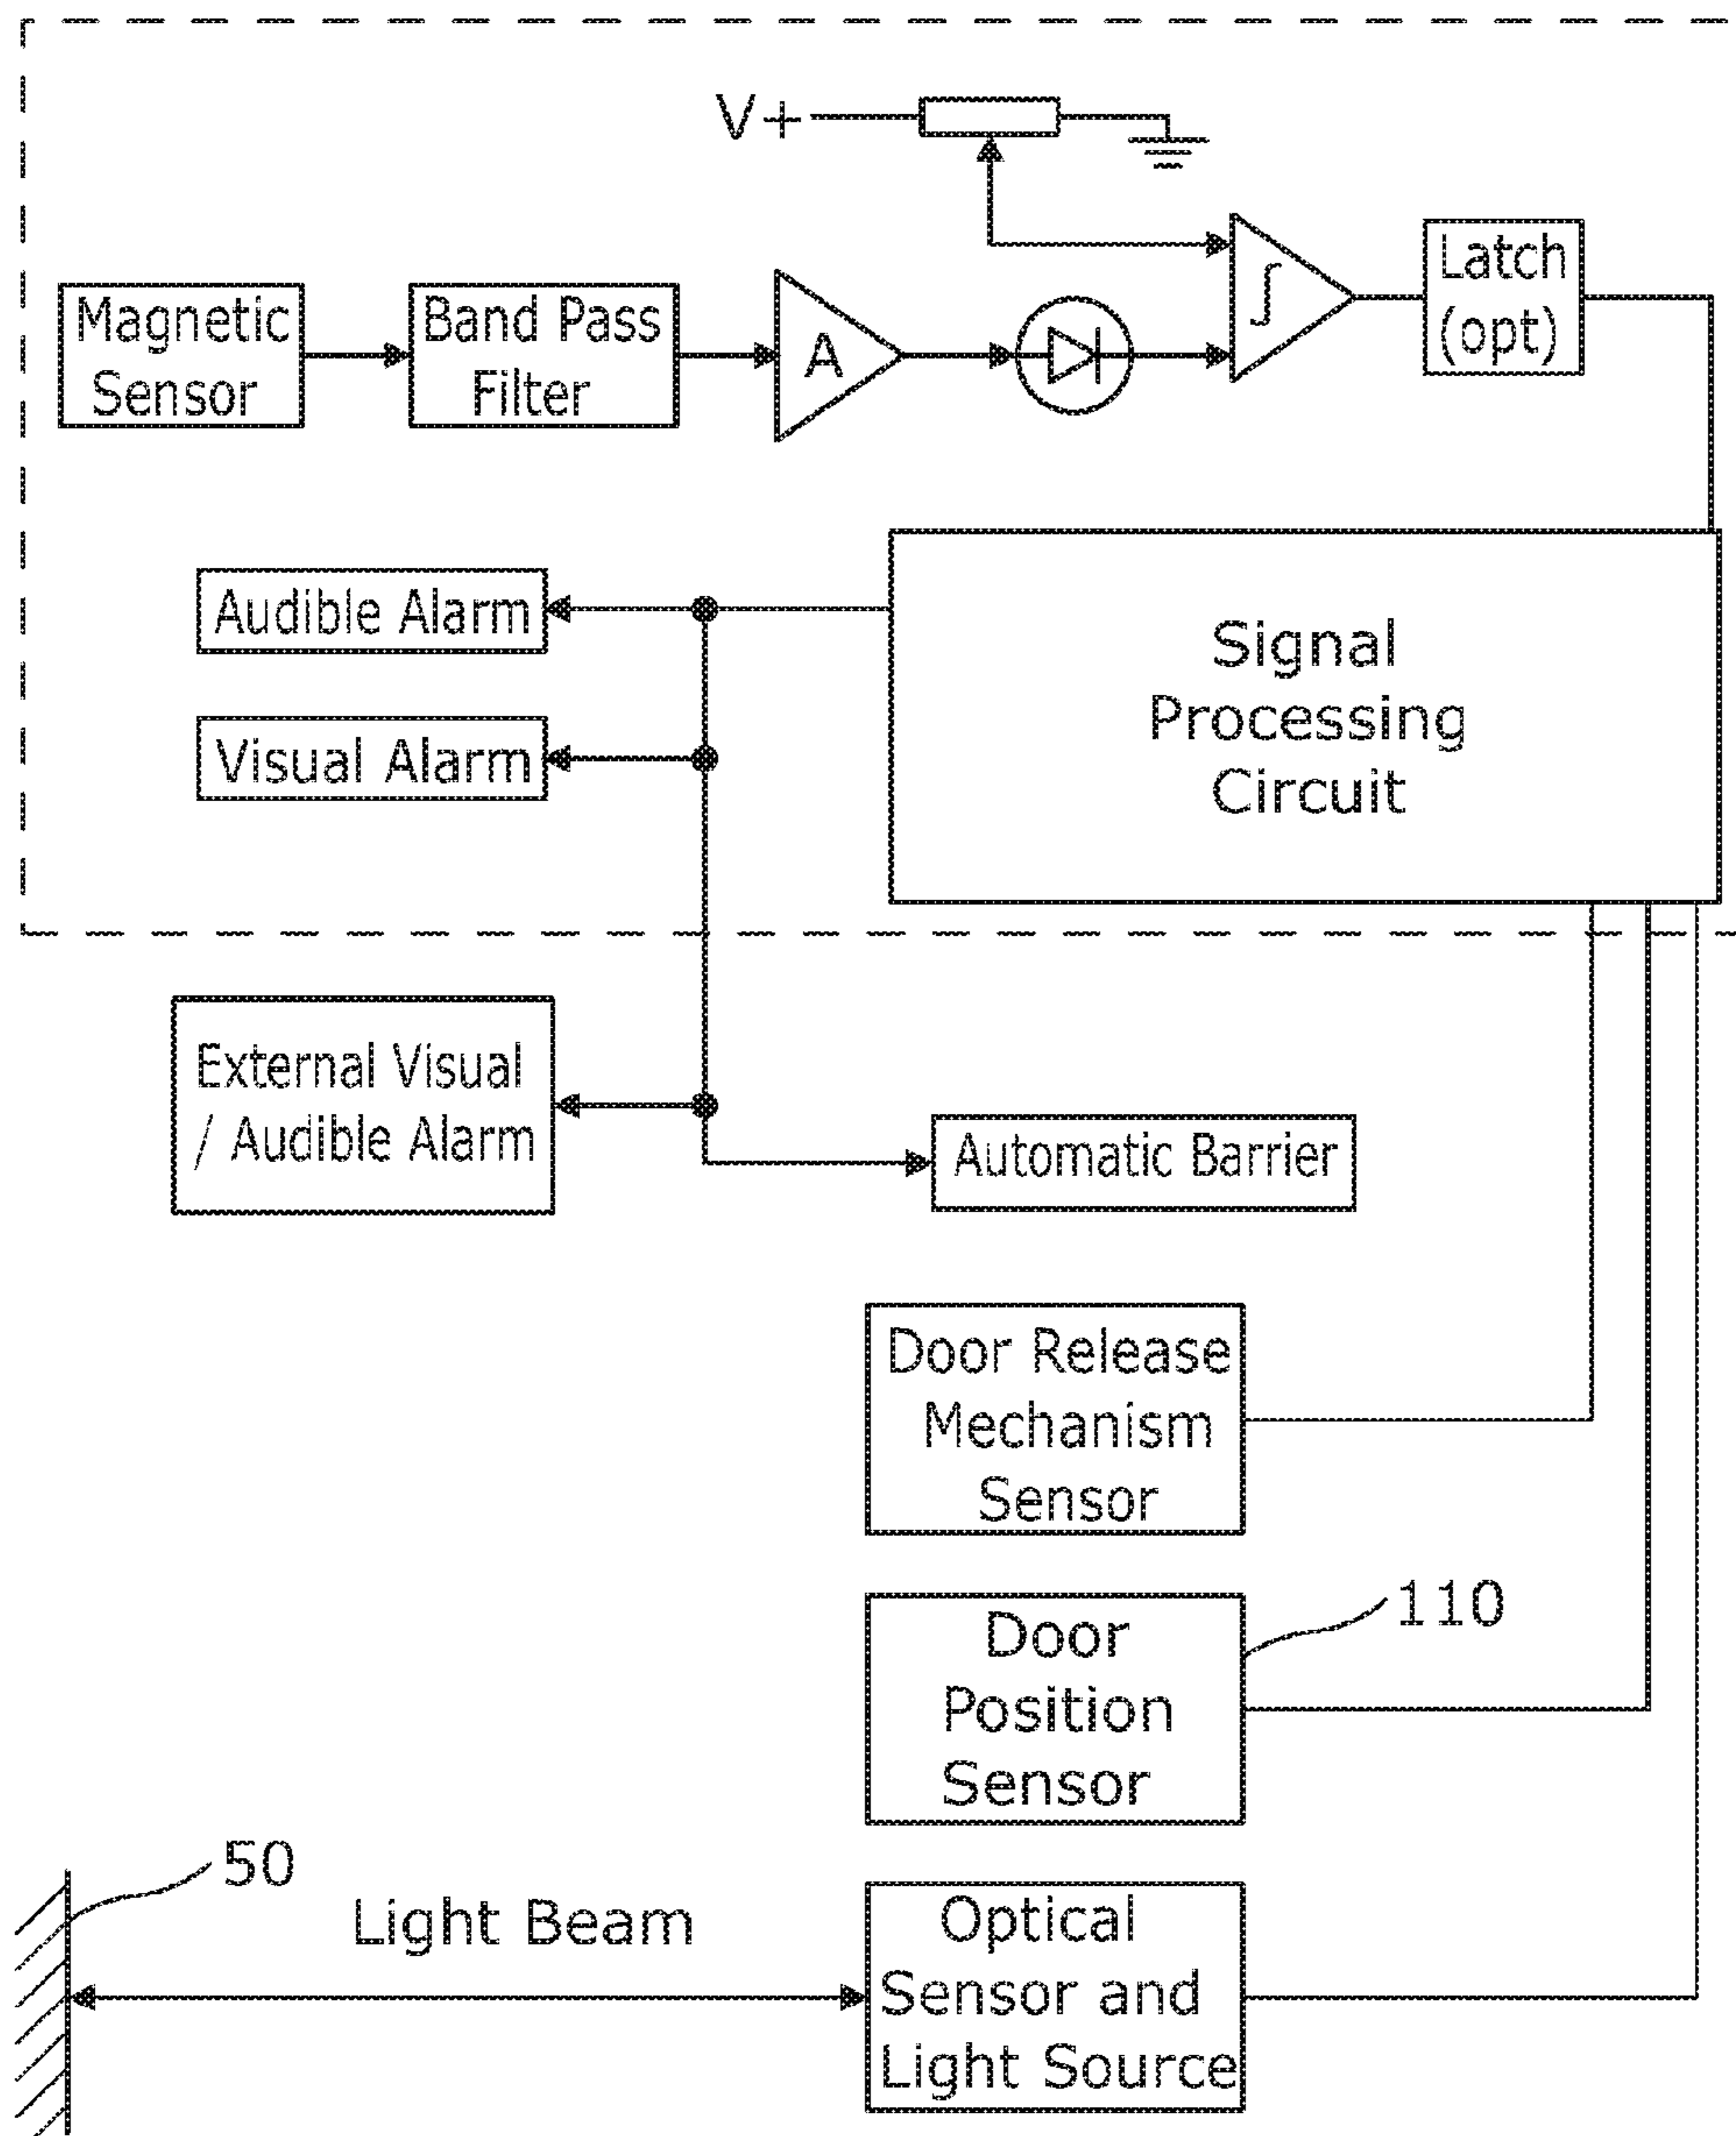 V+
Magnetic
Sensor
Band Pass
Filter
A
∫
Latch
(opt)
Audible Alarm
Visual Alarm
Signal
Processing
Circuit
External Visual
/ Audible Alarm
Automatic Barrier
Door Release
Mechanism
Sensor
Door
Position
Sensor
110
50
Light Beam
Optical
Sensor and
Light Source